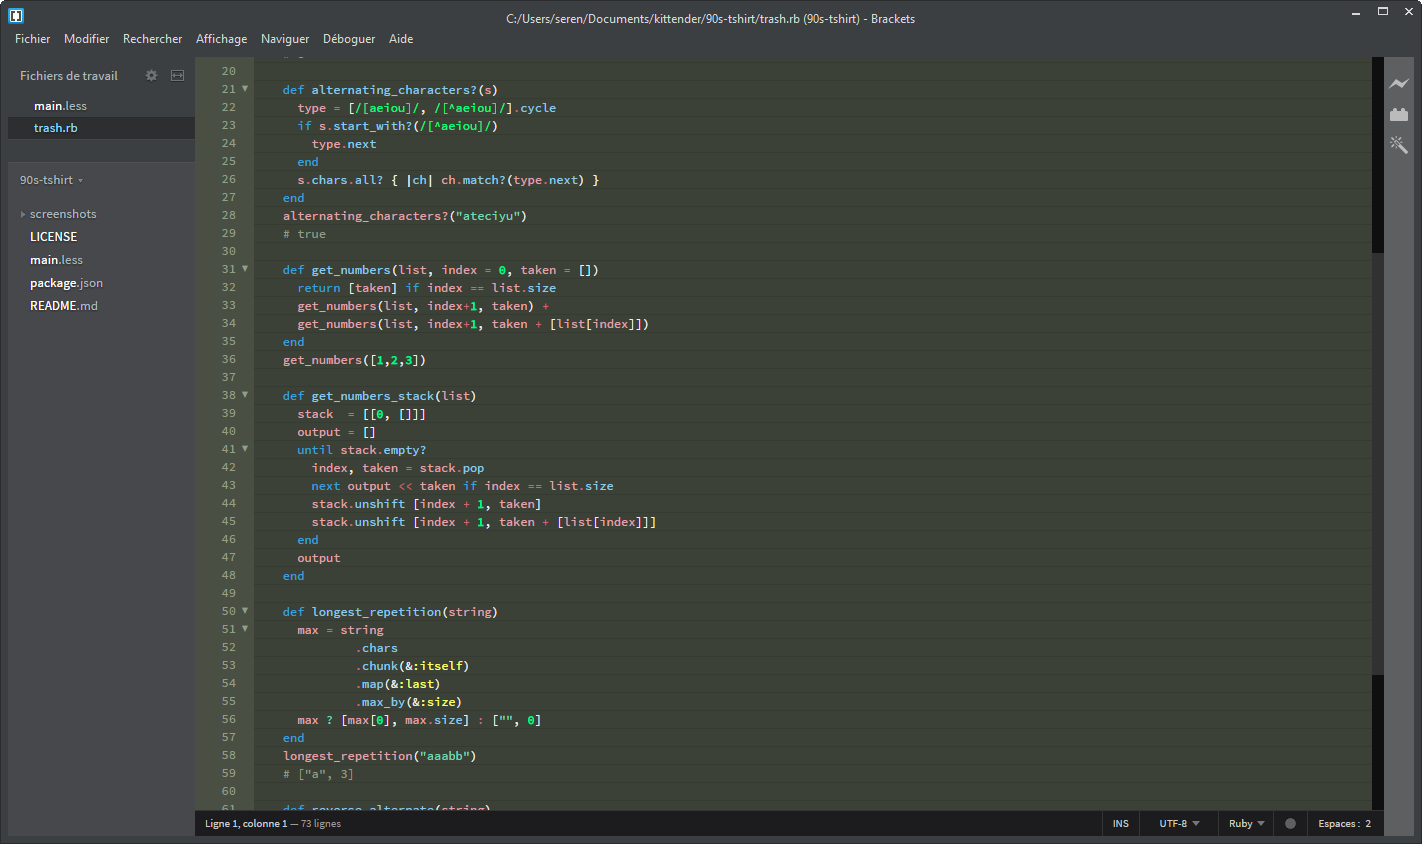 C:/Users/seren/Documents/kittender/90s-tshirt/trash.rb (90s-tshirt) - Brackets
Fichier Modifier Rechercher Affichage Naviguer Déboguer Aide
Fichiers de travail
main.less
trash.rb
90s-tshirt
screenshots
LICENSE
main.less
package.json
README.md
20
21 def alternating_characters?(s)
22 type = [/[aeiou]/, /[^aeiou]/].cycle
23 if s.start_with?(/[^aeiou]/)
24 type.next
25 end
26 s.chars.all? { |ch| ch.match?(type.next) }
27 end
28 alternating_characters?("ateciyu")
29 # true
30
31 def get_numbers(list, index = 0, taken = [])
32 return [taken] if index == list.size
33 get_numbers(list, index+1, taken) +
34 get_numbers(list, index+1, taken + [list[index]])
35 end
36 get_numbers([1,2,3])
37
38 def get_numbers_stack(list)
39 stack  = [[0, []]]
40 output = []
41 until stack.empty?
42 index, taken = stack.pop
43 next output << taken if index == list.size
44 stack.unshift [index + 1, taken]
45 stack.unshift [index + 1, taken + [list[index]]]
46 end
47 output
48 end
49
50 def longest_repetition(string)
51 max = string
52 .chars
53 .chunk(&:itself)
54 .map(&:last)
55 .max_by(&:size)
56 max ? [max[0], max.size] : ["", 0]
57 end
58 longest_repetition("aaabb")
59 # ["a", 3]
60
61 def reverse_alternate(string)
Ligne 1, colonne 1 — 73 lignes
INS UTF-8 Ruby Espaces : 2